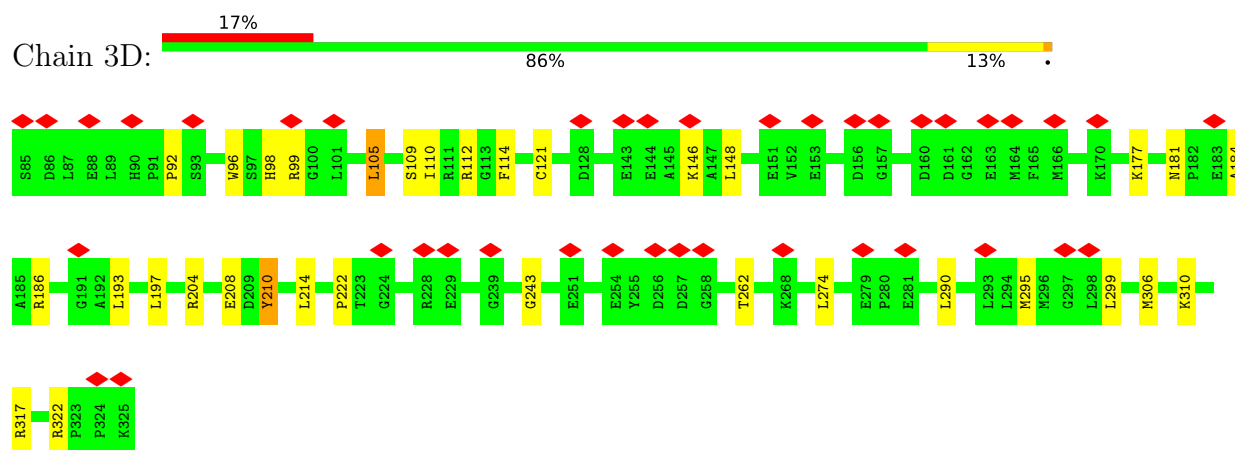 17%
Chain 3D:
86% 13% •
S85 D86 L87 E88 L89 H90 P91 P92 S93 W96 S97 H98 R99 G100 L101 L105 S109 I110 R111 R112 G113 F114 C121 D128 E143 E144 A145 K146 A147 L148 E151 V152 E153 D156 G157 D160 D161 G162 E163 M164 F165 M166 K170 K177 N181 P182 E183 A184
A185 R186 G191 A192 L193 L197 R204 E208 D209 Y210 L214 P222 T223 G224 R228 E229 G239 G243 E251 E254 Y255 D256 D257 G258 T262 K268 L274 E279 P280 E281 L290 L293 L294 M295 M296 G297 L298 L299 M306 K310
R317 R322 P323 P324 K325